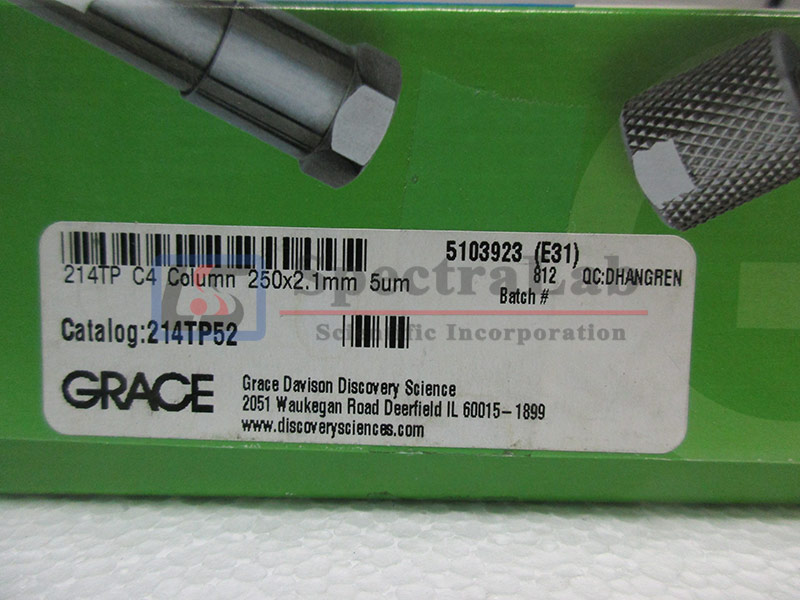 214TP C4 Column 250x2.1mm 5um
5103923 (E31)
812 QC:DHANGREN
Batch #
SpectraLab
Scientific Incorporation
Catalog:214TP52
GRACE
Grace Davison Discovery Science
2051 Waukegan Road Deerfield IL 60015-1899
www.discoverysciences.com